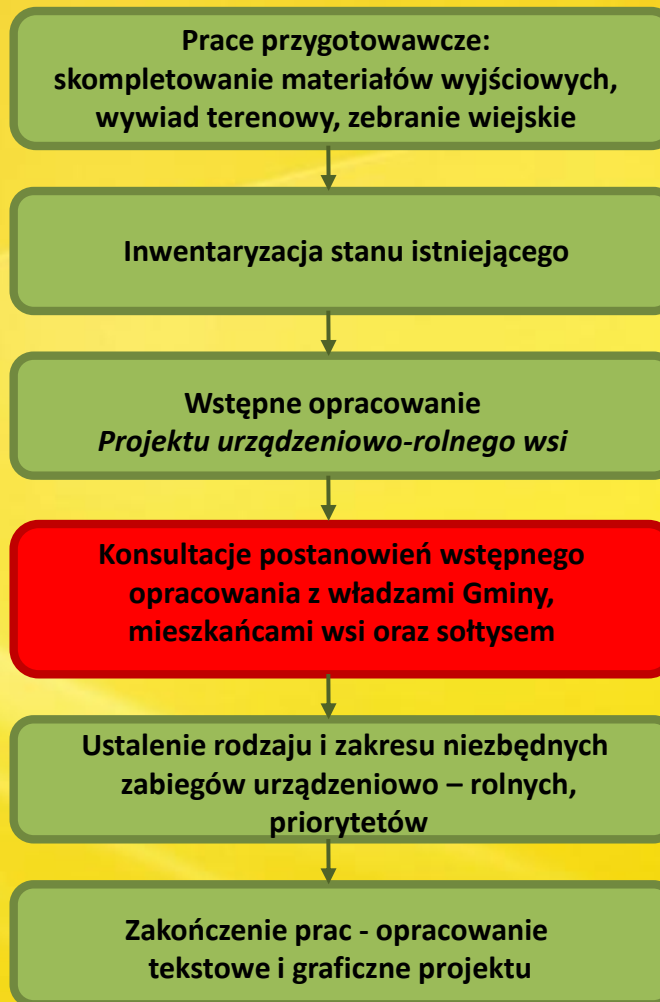 Prace przygotowawcze:
skompletowanie materiałów wyjściowych,
wywiad terenowy, zebranie wiejskie
Inwentaryzacja stanu istniejącego
Wstępne opracowanie
Projektu urządzeniowo-rolnego wsi
Konsultacje postanowień wstępnego
opracowania z władzami Gminy,
mieszkańcami wsi oraz sołtysem
Ustalenie rodzaju i zakresu niezbędnych
zabiegów urządzeniowo – rolnych,
priorytetów
Zakończenie prac - opracowanie
tekstowe i graficzne projektu